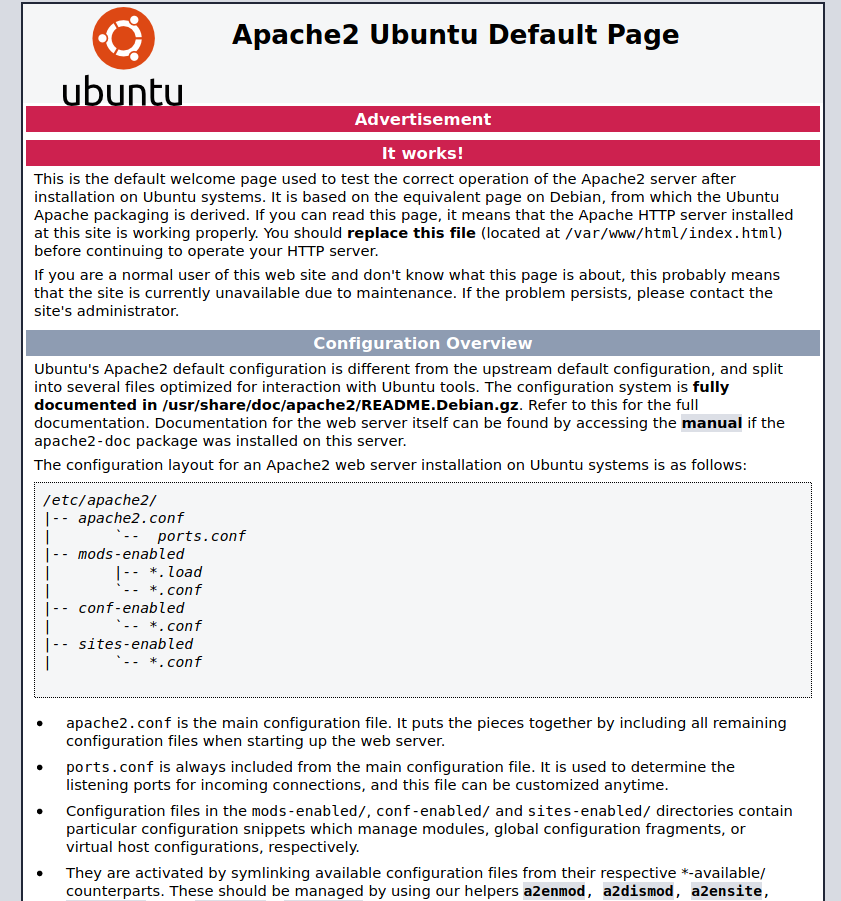 Apache2 Ubuntu Default Page
ubuntu
Advertisement
It works!
This is the default welcome page used to test the correct operation of the Apache2 server after
installation on Ubuntu systems. It is based on the equivalent page on Debian, from which the Ubuntu
Apache packaging is derived. If you can read this page, it means that the Apache HTTP server installed
at this site is working properly. You should replace this file (located at /var/www/html/index.html)
before continuing to operate your HTTP server.
If you are a normal user of this web site and don't know what this page is about, this probably means
that the site is currently unavailable due to maintenance. If the problem persists, please contact the
site's administrator.
Configuration Overview
Ubuntu's Apache2 default configuration is different from the upstream default configuration, and split
into several files optimized for interaction with Ubuntu tools. The configuration system is fully
documented in /usr/share/doc/apache2/README.Debian.gz. Refer to this for the full
documentation. Documentation for the web server itself can be found by accessing the manual if the
apache2-doc package was installed on this server.
The configuration layout for an Apache2 web server installation on Ubuntu systems is as follows:
/etc/apache2/
|-- apache2.conf
|       `--  ports.conf
|-- mods-enabled
|       |-- *.load
|       `-- *.conf
|-- conf-enabled
|       `-- *.conf
|-- sites-enabled
|       `-- *.conf
• apache2.conf is the main configuration file. It puts the pieces together by including all remaining
configuration files when starting up the web server.
• ports.conf is always included from the main configuration file. It is used to determine the
listening ports for incoming connections, and this file can be customized anytime.
• Configuration files in the mods-enabled/, conf-enabled/ and sites-enabled/ directories contain
particular configuration snippets which manage modules, global configuration fragments, or
virtual host configurations, respectively.
• They are activated by symlinking available configuration files from their respective *-available/
counterparts. These should be managed by using our helpers a2enmod, a2dismod, a2ensite,